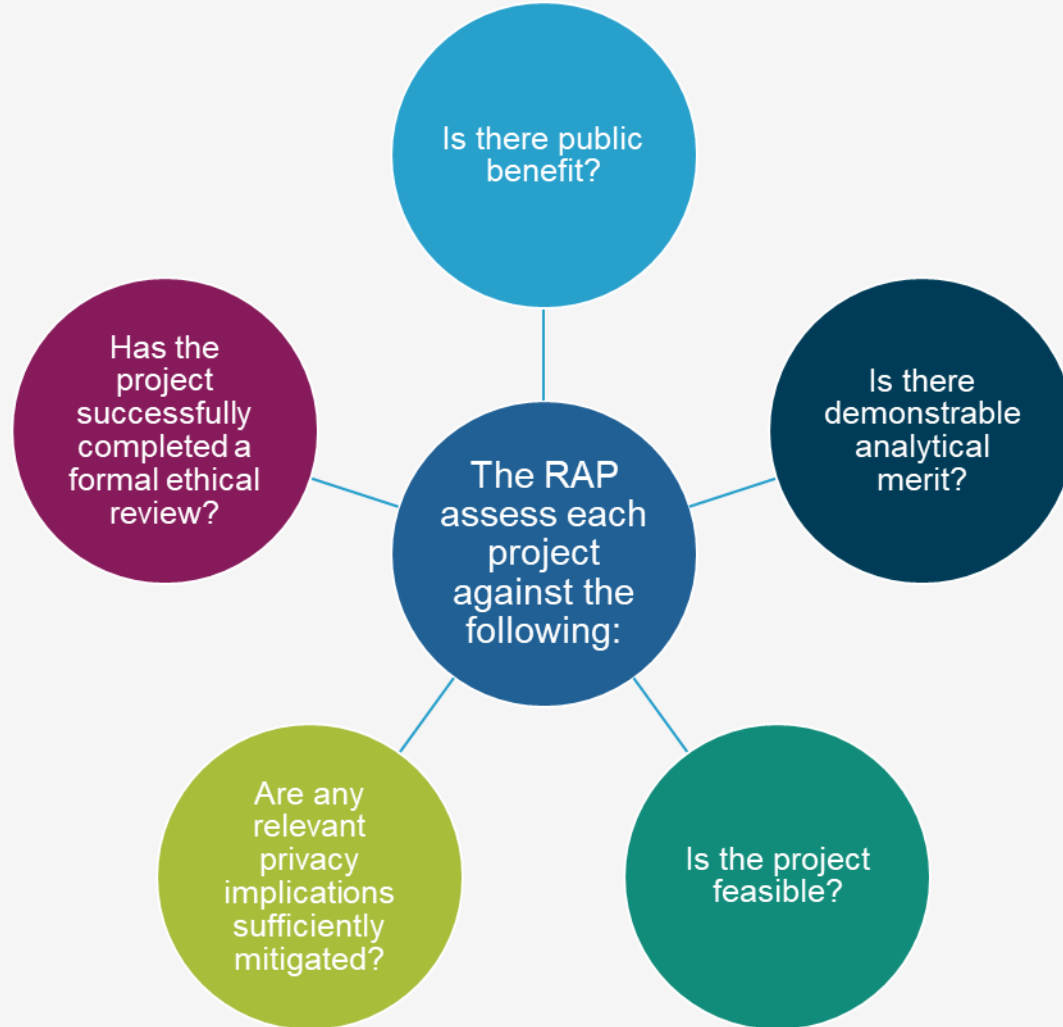 Is there public
benefit?
Has the
project
successfully
completed a
formal ethical
review?
Is there
demonstrable
analytical
merit?
The RAP
assess each
project
against the
following:
Are any
relevant
privacy
implications
sufficiently
mitigated?
Is the project
feasible?